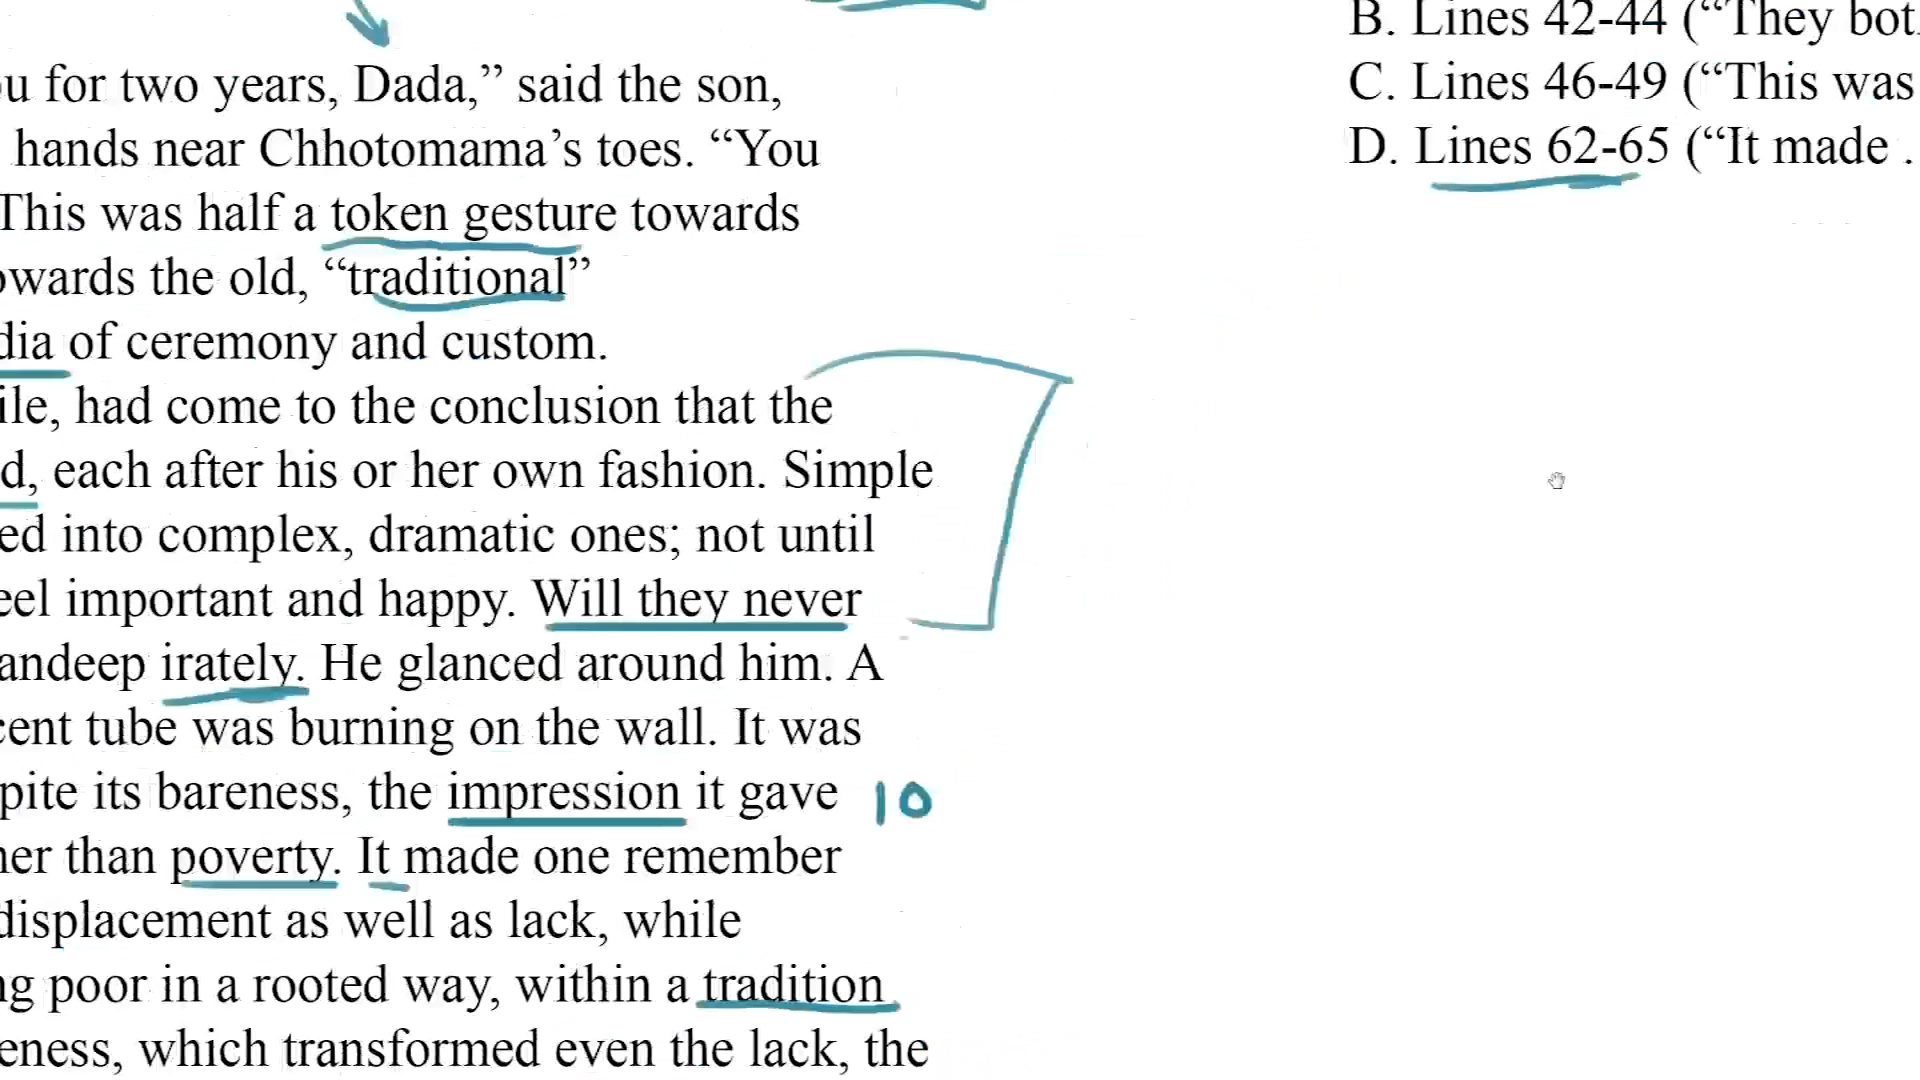 u for two years, Dada,” said the son,
hands near Chhotomama’s toes. “You
This was half a token gesture towards
owards the old, “traditional”
dia of ceremony and custom.
ile, had come to the conclusion that the
d, each after his or her own fashion. Simple
ed into complex, dramatic ones; not until
eel important and happy. Will they never
andeep irately. He glanced around him. A
cent tube was burning on the wall. It was
pite its bareness, the impression it gave 10
her than poverty. It made one remember
displacement as well as lack, while
ng poor in a rooted way, within a tradition
eness, which transformed even the lack, the
B. Lines 42-44 (“They bot
C. Lines 46-49 (“This was
D. Lines 62-65 (“It made .